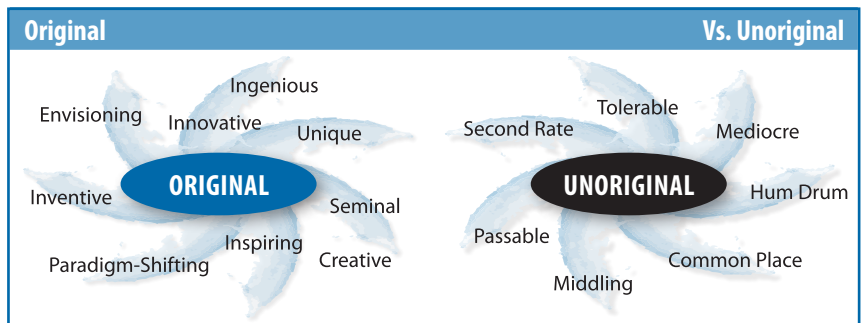 Original
Vs. Unoriginal
Ingenious
Envisioning
Innovative
Unique
ORIGINAL
Inventive
Seminal
Inspiring
Creative
Paradigm-Shifting
Tolerable
Second Rate
Mediocre
UNORIGINAL
Hum Drum
Passable
Common Place
Middling